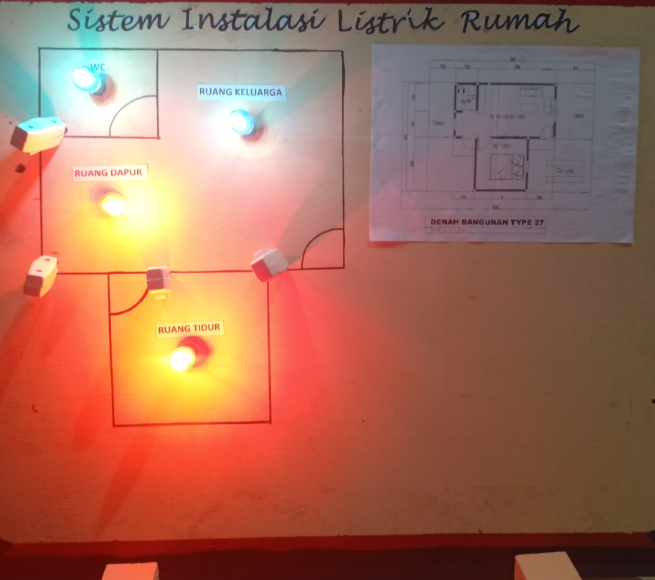 Sistem Instalasi Listrik Rumah
WC
RUANG KELUARGA
RUANG DAPUR
RUANG TIDUR
DENAH BANGUNAN TYPE 27